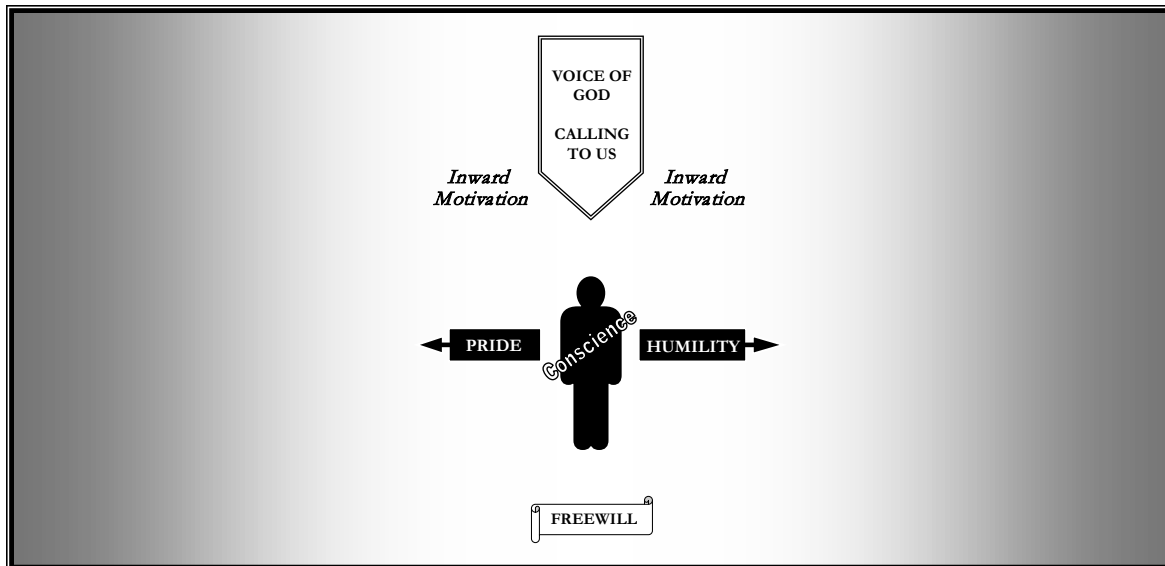 VOICE OF
GOD
CALLING
TO US
Inward
Motivation
Inward
Motivation
PRIDE
Conscience
HUMILITY
FREEWILL